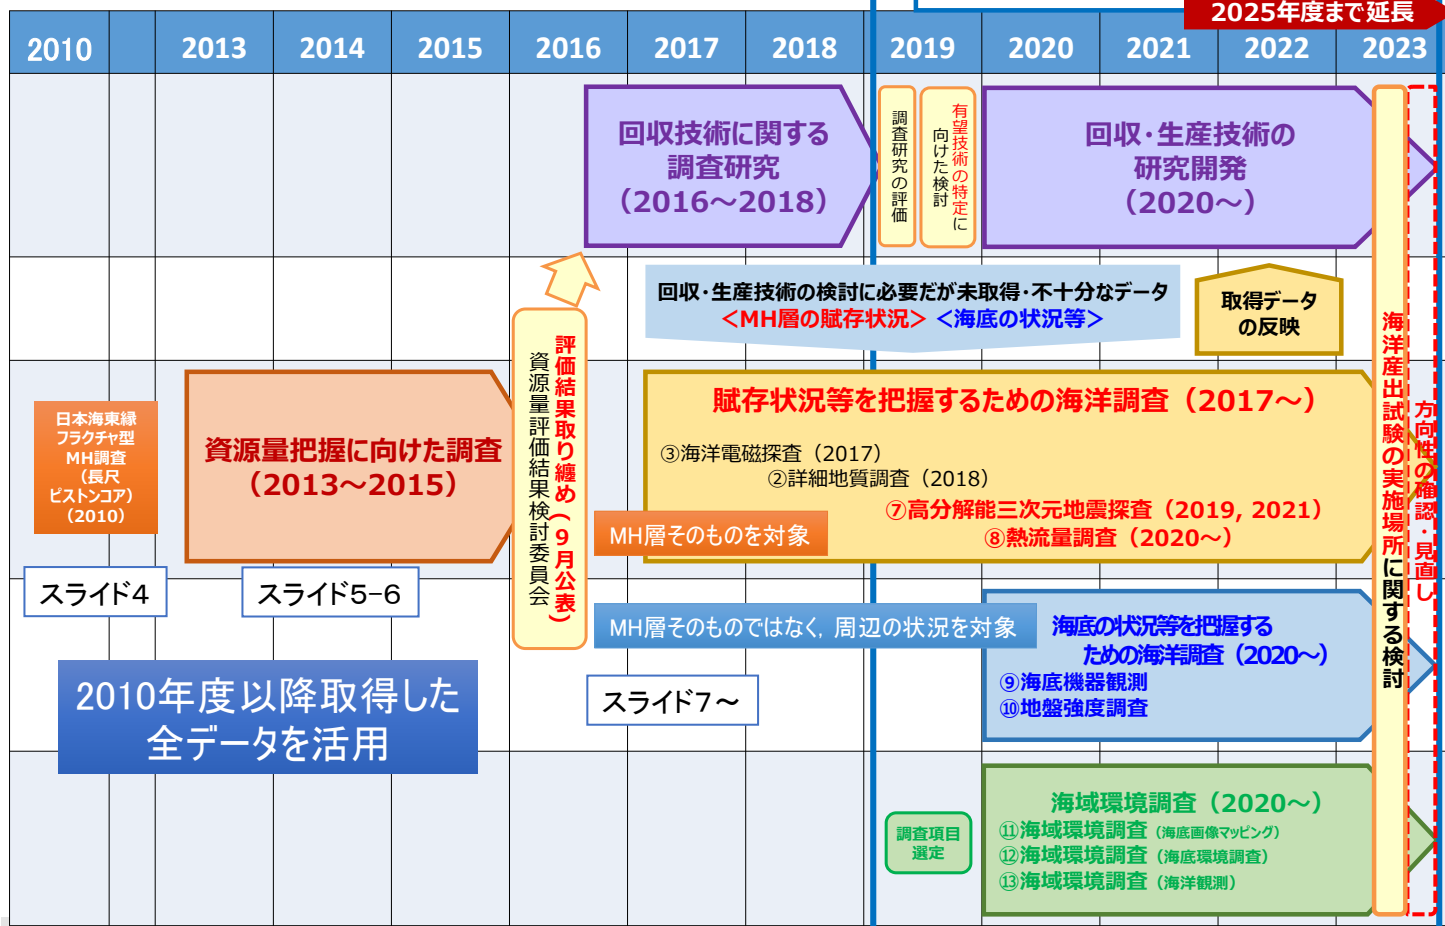 2025年度まで延長
2010
2013
2014
2015
2016
2017
2018
2019
2020
2021
2022
2023
回収技術に関する
調査研究
（2016～2018）
調査研究の評価
有望技術の特定に
向けた検討
回収・生産技術の
研究開発
（2020～）
回収・生産技術の検討に必要だが未取得・不十分なデータ
＜MH層の賦存状況＞ ＜海底の状況等＞
取得データ
の反映
日本海東縁
フラクチャ型
MH調査
（長尺
ピストンコア）
（2010）
資源量把握に向けた調査
（2013～2015）
評価結果取り纏め（9月公表）
資源量評価結果検討委員会
賦存状況等を把握するための海洋調査（2017～）
③海洋電磁探査（2017）
②詳細地質調査（2018）
⑦高分解能三次元地震探査（2019, 2021）
⑧熱流量調査（2020～）
MH層そのものを対象
スライド4
スライド5-6
MH層そのものではなく，周辺の状況を対象
海底の状況等を把握する
ための海洋調査（2020～）
⑨海底機器観測
⑩地盤強度調査
スライド7～
2010年度以降取得した
全データを活用
調査項目
選定
海域環境調査（2020～）
⑪海域環境調査（海底画像マッピング）
⑫海域環境調査（海底環境調査）
⑬海域環境調査（海洋観測）
海洋産出試験の実施場所に関する検討
方向性の確認・見直し